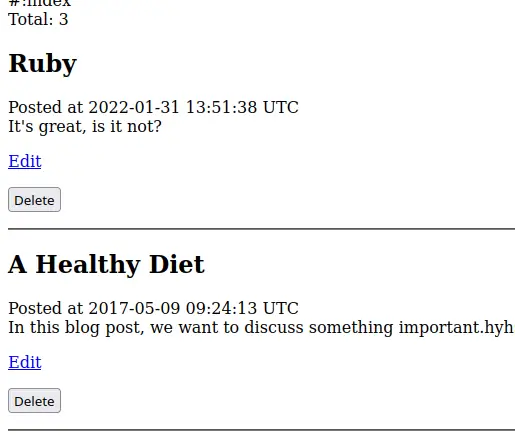 #:index
Total: 3
Ruby
Posted at 2022-01-31 13:51:38 UTC
It's great, is it not?
Edit
Delete
A Healthy Diet
Posted at 2017-05-09 09:24:13 UTC
In this blog post, we want to discuss something important.hyh
Edit
Delete